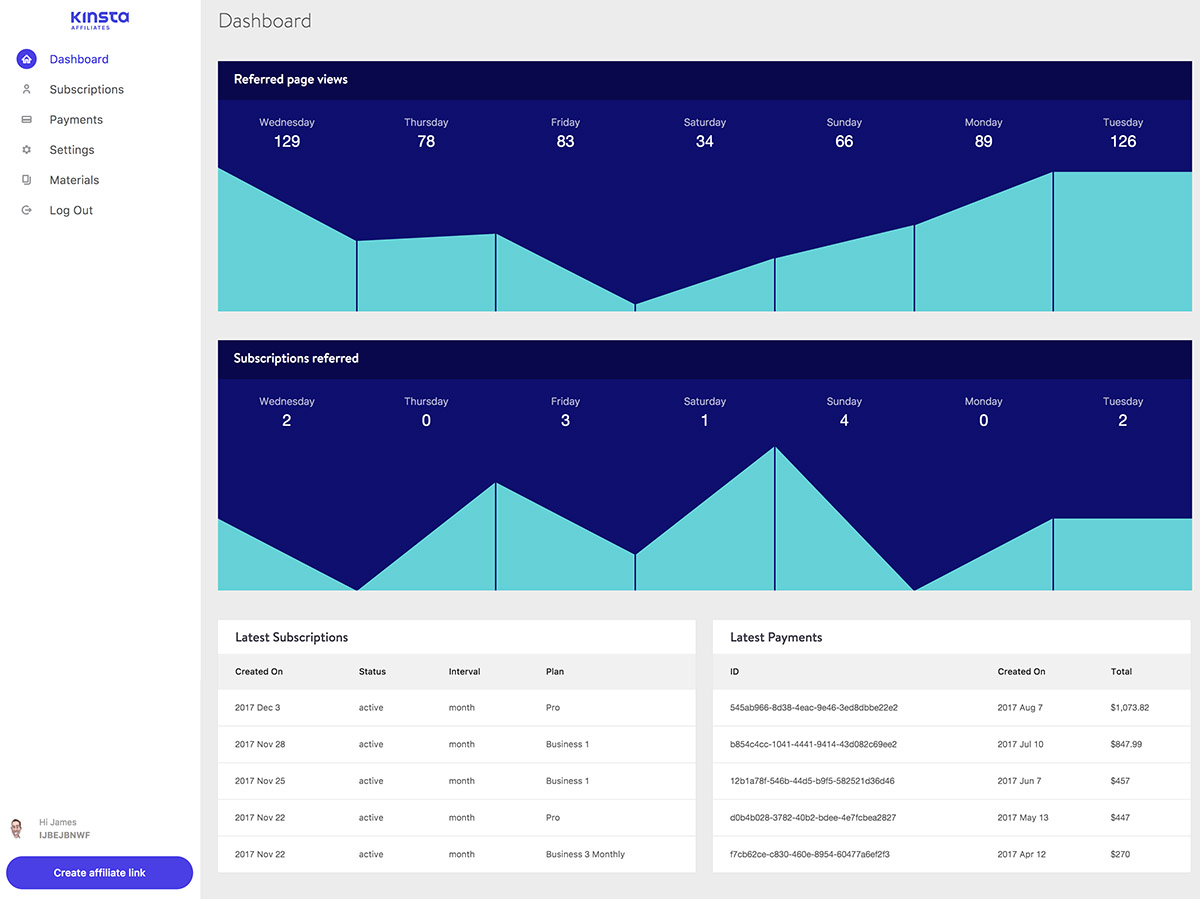 KINSTA
AFFILIATES
Dashboard
Subscriptions
Payments
Settings
Materials
Log Out
Hi James
IJBEJBNWF
Create affiliate link
Dashboard
Referred page views
Wednesday Thursday Friday Saturday Sunday Monday Tuesday
129 78 83 34 66 89 126
Subscriptions referred
Wednesday Thursday Friday Saturday Sunday Monday Tuesday
2 0 3 1 4 0 2
Latest Subscriptions
Created On Status Interval Plan
2017 Dec 3 active month Pro
2017 Nov 28 active month Business 1
2017 Nov 25 active month Business 1
2017 Nov 22 active month Pro
2017 Nov 22 active month Business 3 Monthly
Latest Payments
ID Created On Total
545ab966-8d38-4eac-9e46-3ed8dbbe22e2 2017 Aug 7 $1,073.82
b854c4cc-1041-4441-9414-43d082c69ee2 2017 Jul 10 $847.99
12b1a78f-546b-44d5-b9f5-582521d36d46 2017 Jun 7 $457
d0b4b028-3782-40b2-bdee-4e7fcbea2827 2017 May 13 $447
f7cb62ce-c830-460e-8954-60477a6ef2f3 2017 Apr 12 $270